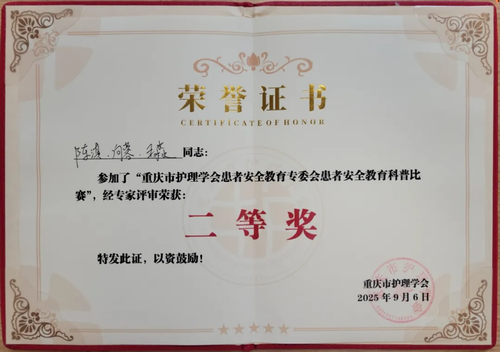 荣誉证书
CERTIFICATE OF HONOR
同志:
参加了“重庆市护理学会患者安全教育专委会患者安全教育科普比
赛”,经专家评审荣获:
二等奖
特发此证,以资鼓励!
重庆市护理学会
2025年9月6日